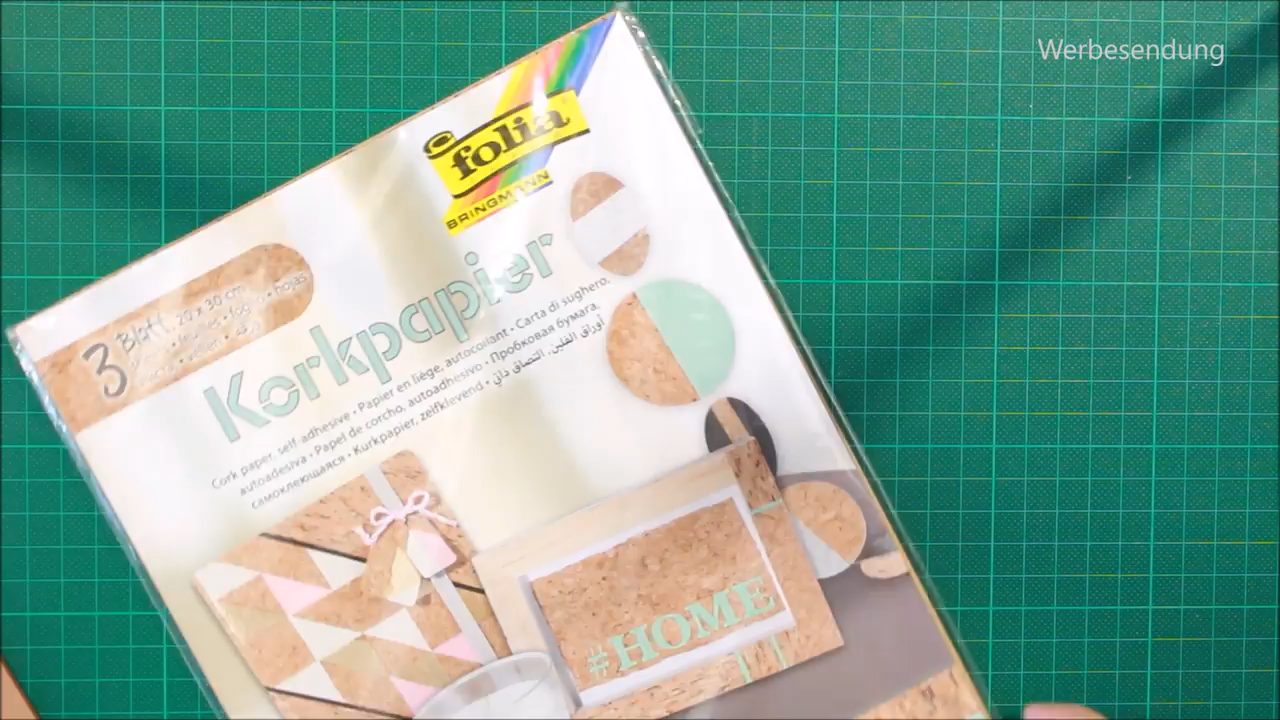 Werbesendung
folia
BRINGMANN
3 Blatt, 20 x 30 cm
Korkpapier
Cork paper, self adhesive • Papier en liège, autocollant • Carta di sughero,
autoadesiva • Papel de corcho, autoadhesivo • Пробковая бумага,
самоклеющаяся • Kurkpapier, zelfklevend • أوراق الفلين، التصاق ذاتي
#HOME